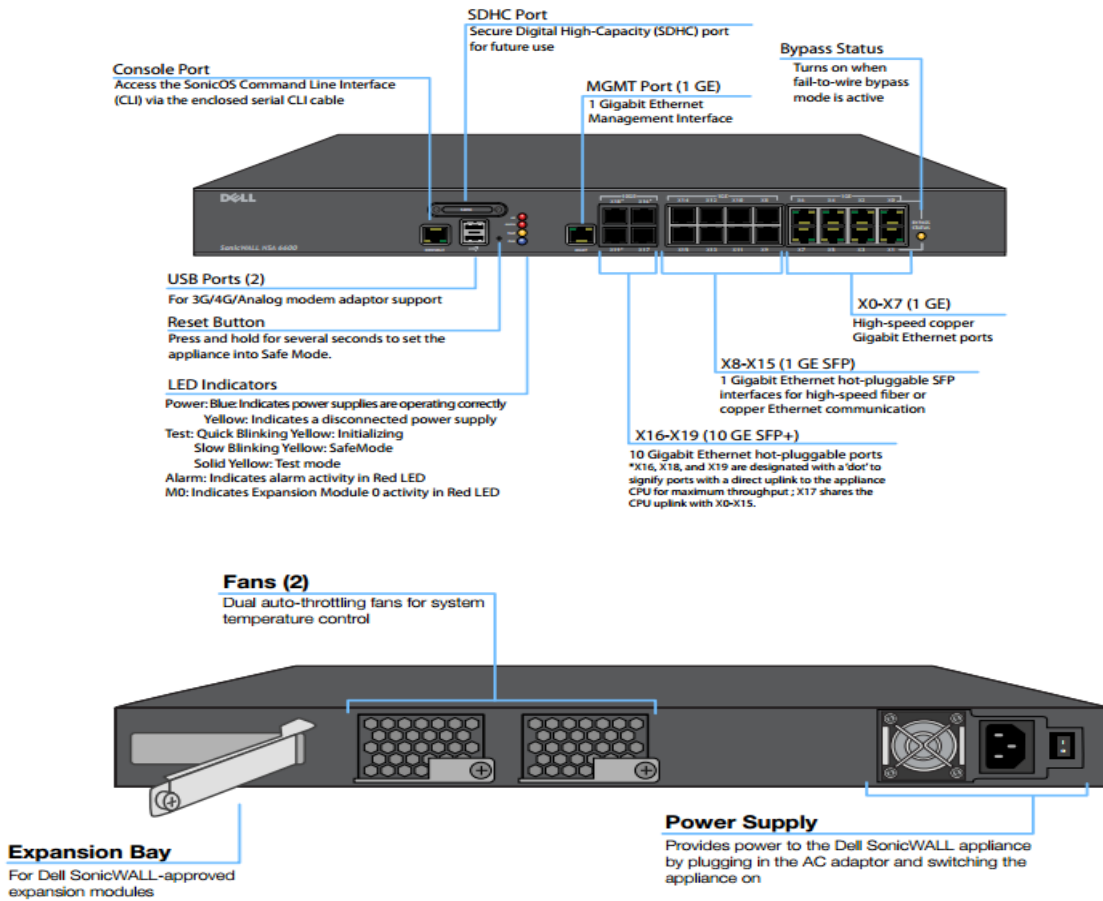 SDHC Port
Secure Digital High-Capacity (SDHC) port
for future use
Bypass Status
Turns on when
fail-to-wire bypass
mode is active
Console Port
Access the SonicOS Command Line Interface
(CLI) via the enclosed serial CLI cable
MGMT Port (1 GE)
1 Gigabit Ethernet
Management Interface
DELL
SonicWALL NSA 6600
USB Ports (2)
For 3G/4G/Analog modem adaptor support
Reset Button
Press and hold for several seconds to set the
appliance into Safe Mode.
LED Indicators
Power: Blue: Indicates power supplies are operating correctly
Yellow: Indicates a disconnected power supply
Test: Quick Blinking Yellow: Initializing
Slow Blinking Yellow: SafeMode
Solid Yellow: Test mode
Alarm: Indicates alarm activity in Red LED
M0: Indicates Expansion Module 0 activity in Red LED
X0-X7 (1 GE)
High-speed copper
Gigabit Ethernet ports
X8-X15 (1 GE SFP)
1 Gigabit Ethernet hot-pluggable SFP
interfaces for high-speed fiber or
copper Ethernet communication
X16-X19 (10 GE SFP+)
10 Gigabit Ethernet hot-pluggable ports
*X16, X18, and X19 are designated with a 'dot' to
signify ports with a direct uplink to the appliance
CPU for maximum throughput ; X17 shares the
CPU uplink with X0-X15.
Fans (2)
Dual auto-throttling fans for system
temperature control
Expansion Bay
For Dell SonicWALL-approved
expansion modules
Power Supply
Provides power to the Dell SonicWALL appliance
by plugging in the AC adaptor and switching the
appliance on